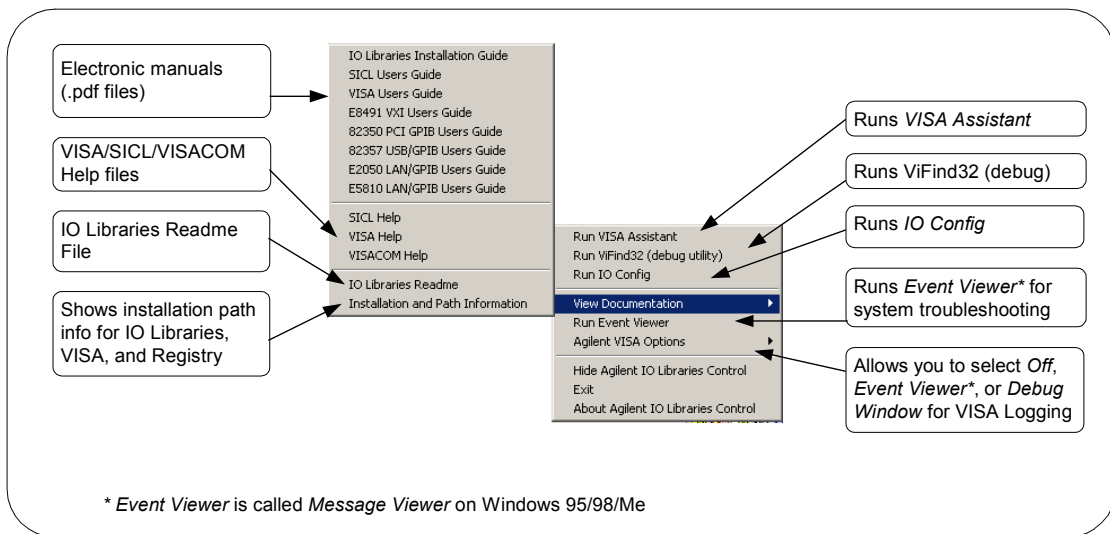 Electronic manuals
(.pdf files)
VISA/SICL/VISACOM
Help files
IO Libraries Readme
File
Shows installation path
info for IO Libraries,
VISA, and Registry
IO Libraries Installation Guide
SICL Users Guide
VISA Users Guide
E8491 VXI Users Guide
82350 PCI GPIB Users Guide
82357 USB/GPIB Users Guide
E2050 LAN/GPIB Users Guide
E5810 LAN/GPIB Users Guide
SICL Help
VISA Help
VISACOM Help
IO Libraries Readme
Installation and Path Information
Run VISA Assistant
Run ViFind32 (debug utility)
Run IO Config
View Documentation
Run Event Viewer
Agilent VISA Options
Hide Agilent IO Libraries Control
Exit
About Agilent IO Libraries Control
Runs VISA Assistant
Runs ViFind32 (debug)
Runs IO Config
Runs Event Viewer* for
system troubleshooting
Allows you to select Off,
Event Viewer*, or Debug
Window for VISA Logging
* Event Viewer is called Message Viewer on Windows 95/98/Me